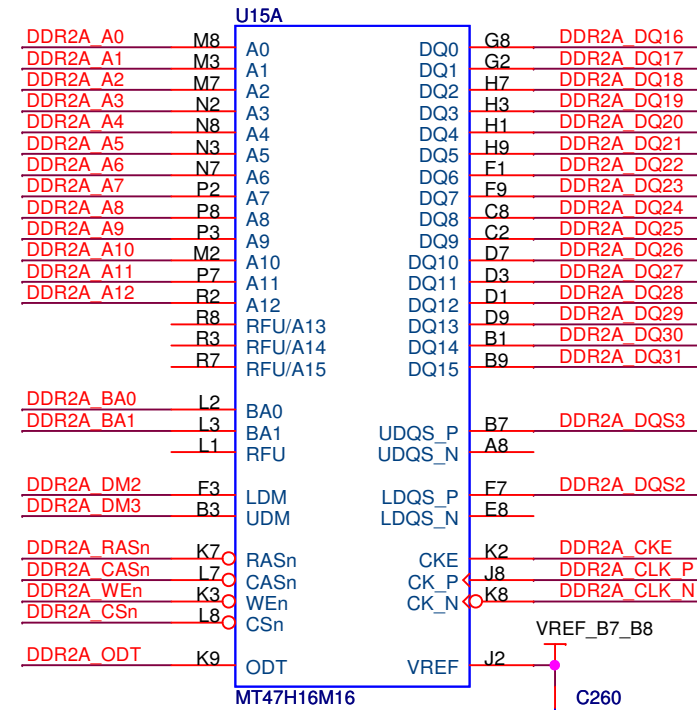 U15A
DDR2A_A0 M8 A0 DQ0 G8 DDR2A_DQ16
DDR2A_A1 M3 A1 DQ1 G2 DDR2A_DQ17
DDR2A_A2 M7 A2 DQ2 H7 DDR2A_DQ18
DDR2A_A3 N2 A3 DQ3 H3 DDR2A_DQ19
DDR2A_A4 N8 A4 DQ4 H1 DDR2A_DQ20
DDR2A_A5 N3 A5 DQ5 H9 DDR2A_DQ21
DDR2A_A6 N7 A6 DQ6 F1 DDR2A_DQ22
DDR2A_A7 P2 A7 DQ7 F9 DDR2A_DQ23
DDR2A_A8 P8 A8 DQ8 C8 DDR2A_DQ24
DDR2A_A9 P3 A9 DQ9 C2 DDR2A_DQ25
DDR2A_A10 M2 A10 DQ10 D7 DDR2A_DQ26
DDR2A_A11 P7 A11 DQ11 D3 DDR2A_DQ27
DDR2A_A12 R2 A12 DQ12 D1 DDR2A_DQ28
R8 RFU/A13 DQ13 D9 DDR2A_DQ29
R3 RFU/A14 DQ14 B1 DDR2A_DQ30
R7 RFU/A15 DQ15 B9 DDR2A_DQ31
DDR2A_BA0 L2 BA0
DDR2A_BA1 L3 BA1 UDQS_P B7 DDR2A_DQS3
L1 RFU UDQS_N A8
DDR2A_DM2 F3 LDM LDQS_P F7 DDR2A_DQS2
DDR2A_DM3 B3 UDM LDQS_N E8
DDR2A_RASn K7 RASn CKE K2 DDR2A_CKE
DDR2A_CASn L7 CASn CK_P J8 DDR2A_CLK_P
DDR2A_WEn K3 WEn CK_N K8 DDR2A_CLK_N
DDR2A_CSn L8 CSn
VREF_B7_B8
DDR2A_ODT K9 ODT VREF J2
MT47H16M16 C260